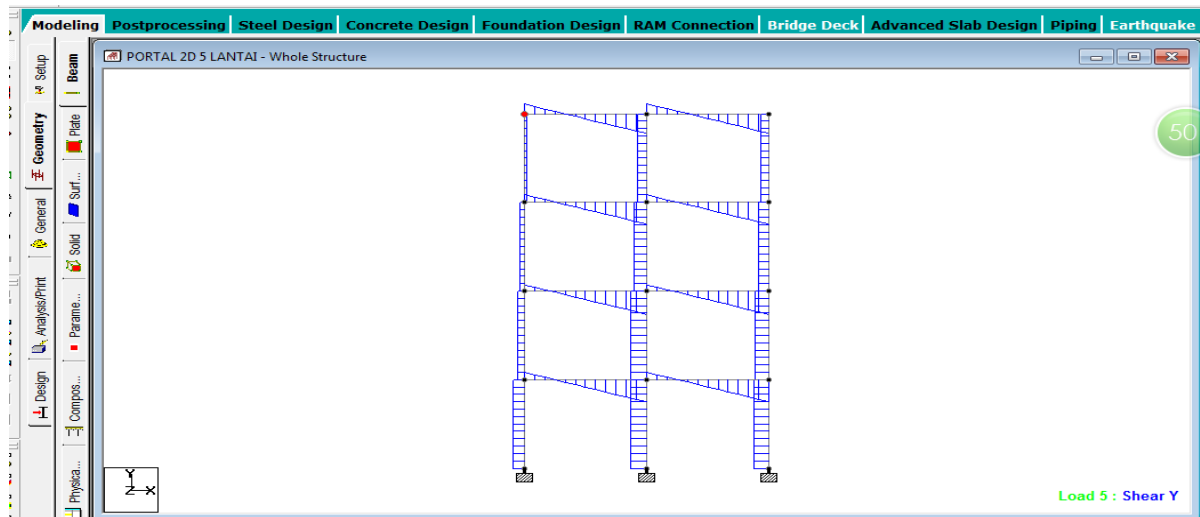 Modeling Postprocessing Steel Design Concrete Design Foundation Design RAM Connection Bridge Deck Advanced Slab Design Piping Earthquake
PORTAL 2D 5 LANTAI - Whole Structure
Setup
Geometry
General
Analysis/Print
Design
Beam
Plate
Surf...
Solid
Parame...
Compos...
Physica...
50
Y
Z X
Load 5 : Shear Y